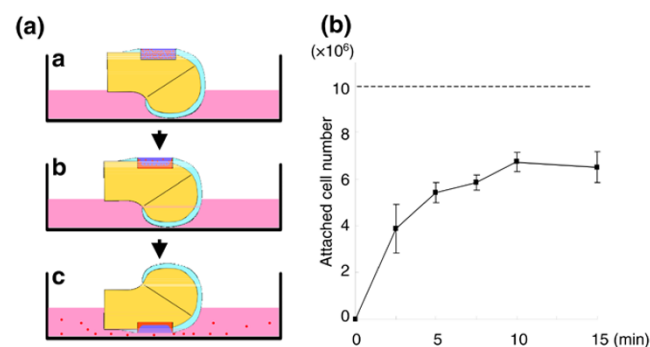 (a)
a
b
c
(b)
(×10⁶)
Attached cell number
10
8
6
4
2
0
0 5 10 15 (min)